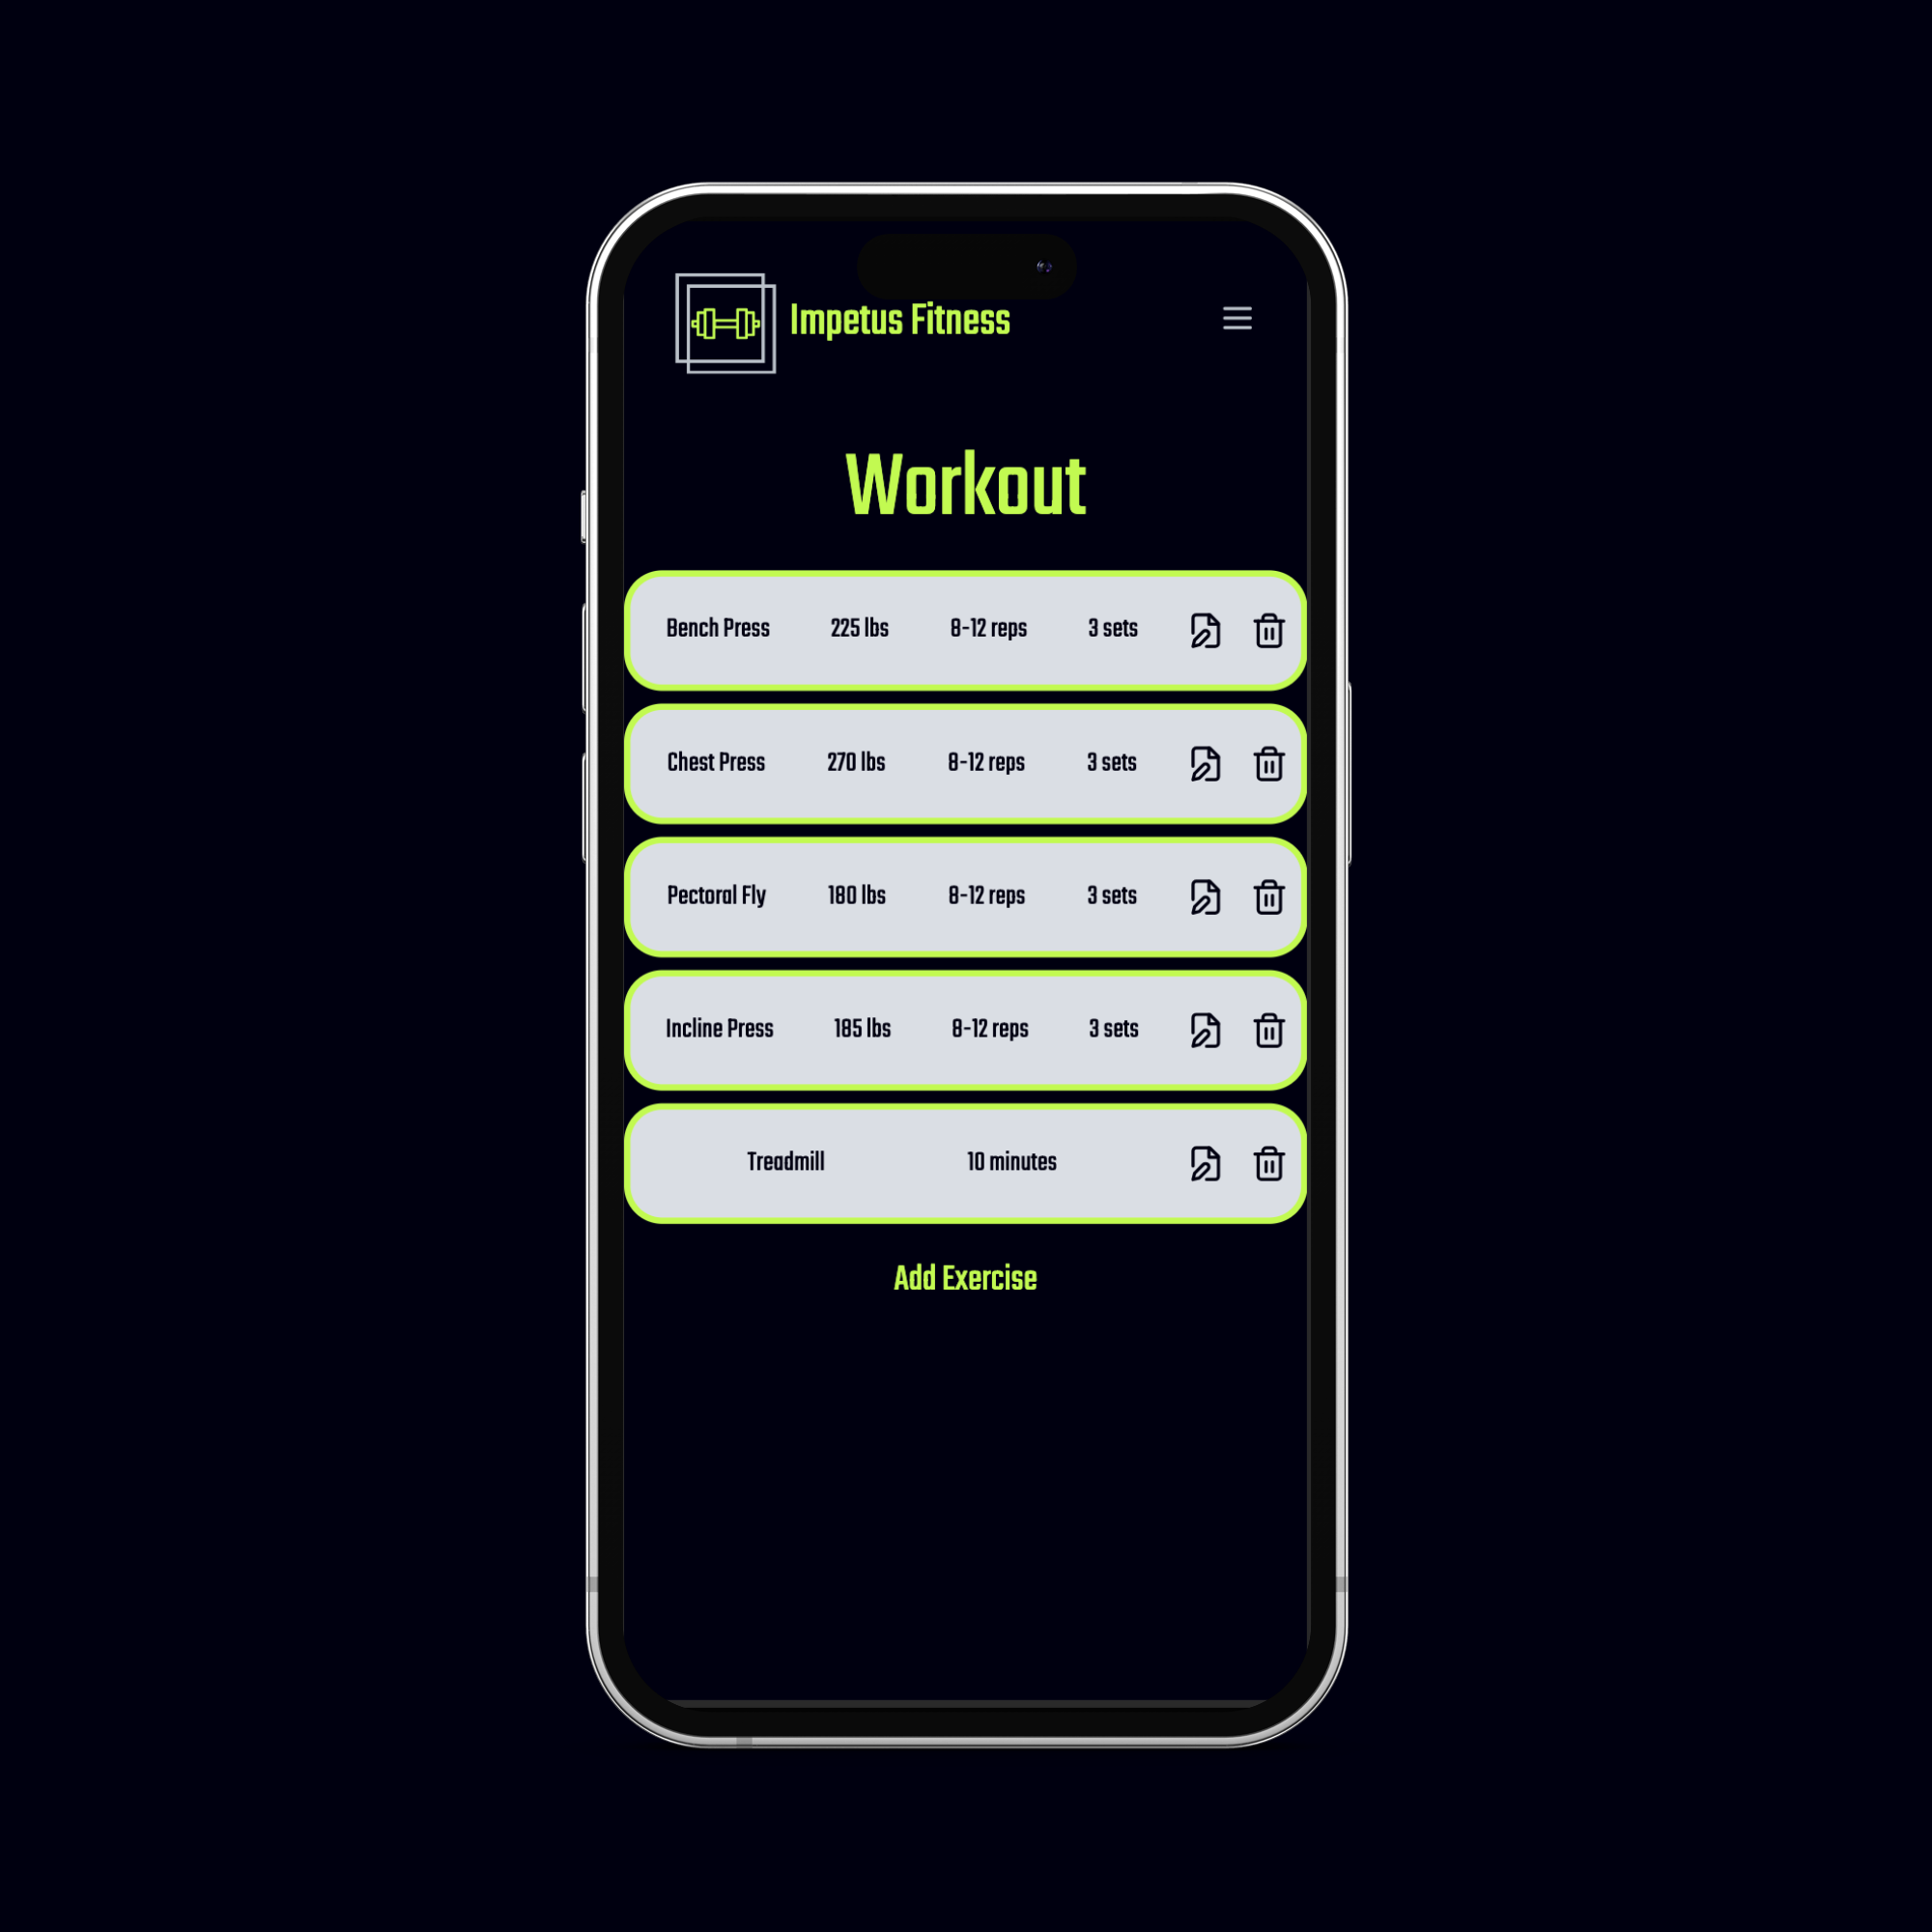 Impetus Fitness
Workout
Bench Press 225 lbs 8-12 reps 3 sets
Chest Press 270 lbs 8-12 reps 3 sets
Pectoral Fly 180 lbs 8-12 reps 3 sets
Incline Press 185 lbs 8-12 reps 3 sets
Treadmill 10 minutes
Add Exercise